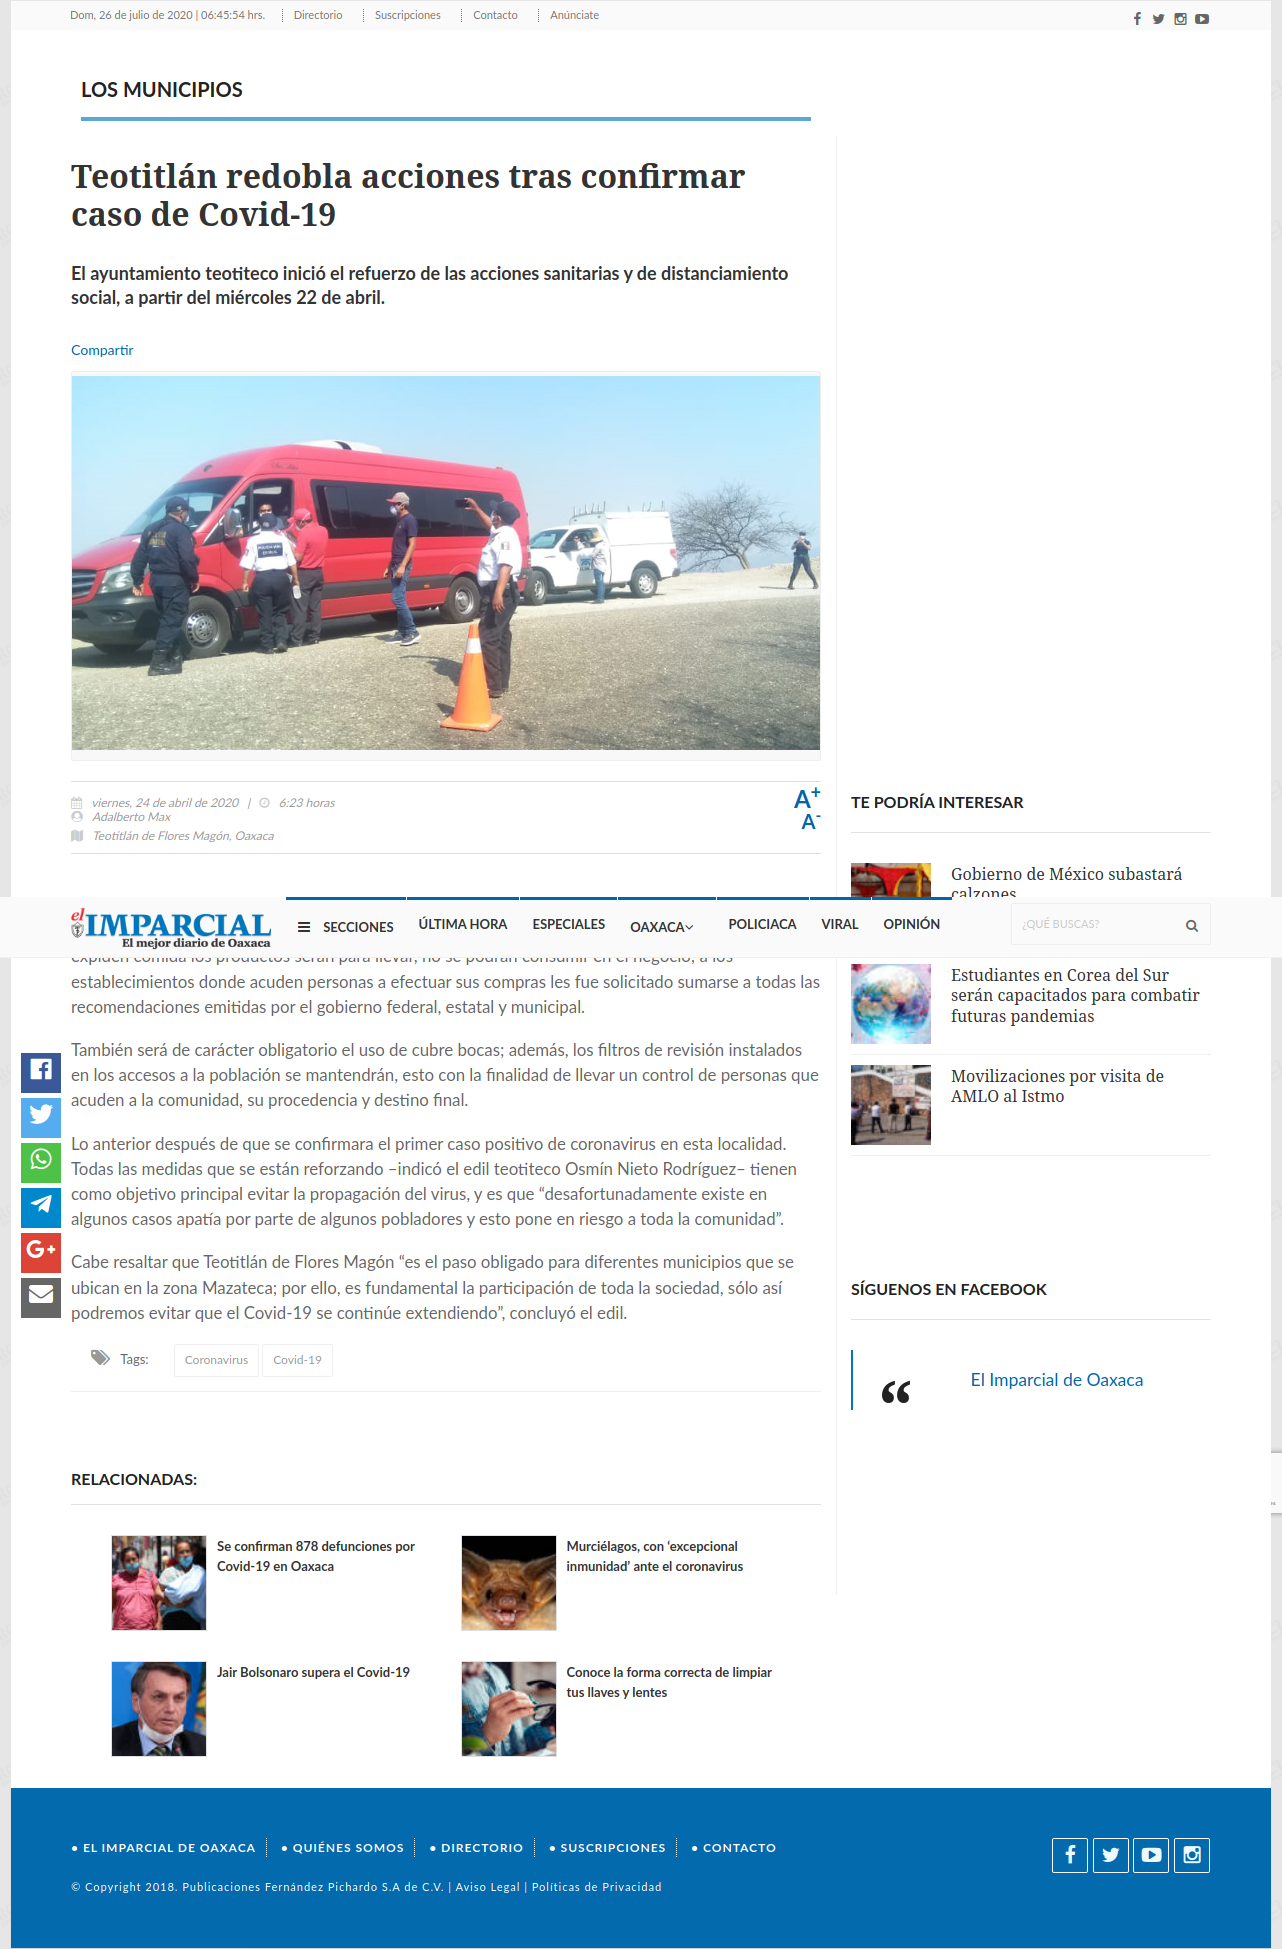 Dom, 26 de julio de 2020 | 06:45:54 hrs. Directorio Suscripciones Contacto Anúnciate
LOS MUNICIPIOS
Teotitlán redobla acciones tras confirmar
caso de Covid-19
El ayuntamiento teotiteco inició el refuerzo de las acciones sanitarias y de distanciamiento
social, a partir del miércoles 22 de abril.
Compartir
viernes, 24 de abril de 2020 | 6:23 horas
Adalberto Max
Teotitlán de Flores Magón, Oaxaca
A+
A-
el IMPARCIAL
El mejor diario de Oaxaca
SECCIONES ÚLTIMA HORA ESPECIALES OAXACA POLICIACA VIRAL OPINIÓN
¿QUÉ BUSCAS?
expiden comida los productos serán para llevar, no se podrán consumir en el negocio, a los
establecimientos donde acuden personas a efectuar sus compras les fue solicitado sumarse a todas las
recomendaciones emitidas por el gobierno federal, estatal y municipal.
También será de carácter obligatorio el uso de cubre bocas; además, los filtros de revisión instalados
en los accesos a la población se mantendrán, esto con la finalidad de llevar un control de personas que
acuden a la comunidad, su procedencia y destino final.
Lo anterior después de que se confirmara el primer caso positivo de coronavirus en esta localidad.
Todas las medidas que se están reforzando –indicó el edil teotiteco Osmín Nieto Rodríguez– tienen
como objetivo principal evitar la propagación del virus, y es que “desafortunadamente existe en
algunos casos apatía por parte de algunos pobladores y esto pone en riesgo a toda la comunidad”.
Cabe resaltar que Teotitlán de Flores Magón “es el paso obligado para diferentes municipios que se
ubican en la zona Mazateca; por ello, es fundamental la participación de toda la sociedad, sólo así
podremos evitar que el Covid-19 se continúe extendiendo”, concluyó el edil.
Tags: Coronavirus Covid-19
RELACIONADAS:
Se confirman 878 defunciones por
Covid-19 en Oaxaca
Murciélagos, con ‘excepcional
inmunidad’ ante el coronavirus
Jair Bolsonaro supera el Covid-19
Conoce la forma correcta de limpiar
tus llaves y lentes
TE PODRÍA INTERESAR
Gobierno de México subastará
calzones
Estudiantes en Corea del Sur
serán capacitados para combatir
futuras pandemias
Movilizaciones por visita de
AMLO al Istmo
SÍGUENOS EN FACEBOOK
“ El Imparcial de Oaxaca
• EL IMPARCIAL DE OAXACA • QUIÉNES SOMOS • DIRECTORIO • SUSCRIPCIONES • CONTACTO
© Copyright 2018. Publicaciones Fernández Pichardo S.A de C.V. | Aviso Legal | Políticas de Privacidad